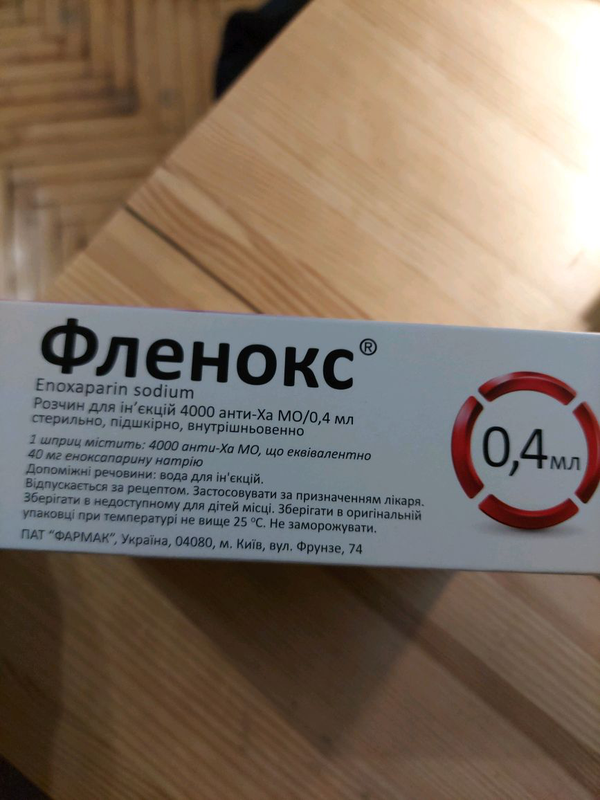 Фленокс®
Enoxaparin sodium
Розчин для ін'єкцій 4000 анти-Ха МО/0,4 мл
стерильно, підшкірно, внутрішньовенно
1 шприц містить: 4000 анти-Ха МО, що еквівалентно
40 мг еноксапарину натрію
Допоміжні речовини: вода для ін'єкцій.
Відпускається за рецептом. Застосовувати за призначенням лікаря.
Зберігати в недоступному для дітей місці. Зберігати в оригінальній
упаковці при температурі не вище 25 °С. Не заморожувати.
ПАТ "ФАРМАК", Україна, 04080, м. Київ, вул. Фрунзе, 74
0,4мл